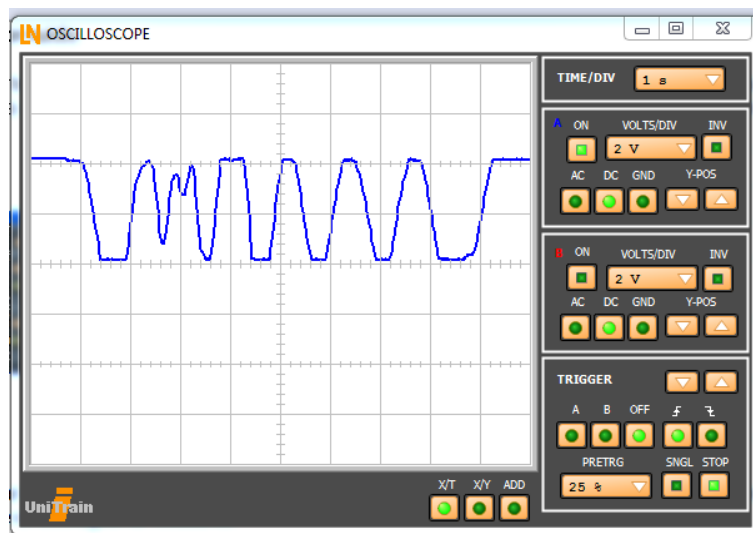 LN OSCILLOSCOPE
TIME/DIV 1 s
A ON VOLTS/DIV INV
2 V
AC DC GND Y-POS
B ON VOLTS/DIV INV
2 V
AC DC GND Y-POS
TRIGGER
A B OFF
PRETRG SNGL STOP
25 %
X/T X/Y ADD
UniTrain